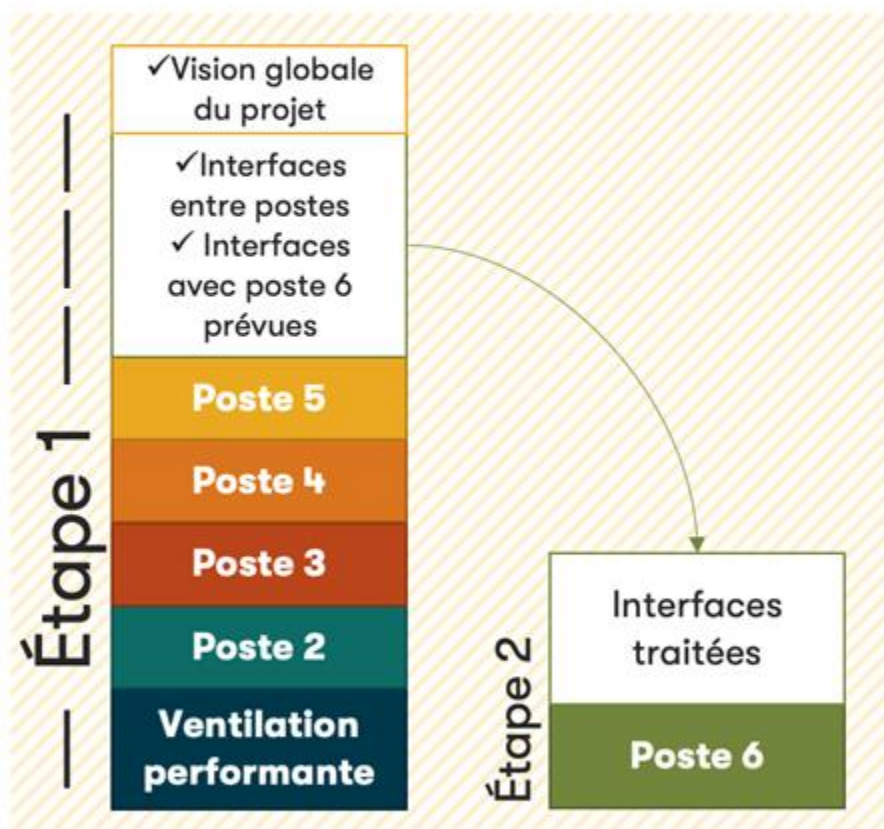 ✓Vision globale
du projet
✓Interfaces
entre postes
✓ Interfaces
avec poste 6
prévues
Poste 5
Poste 4
Poste 3
Poste 2
Ventilation
performante
Étape 1
Interfaces
traitées
Poste 6
Étape 2